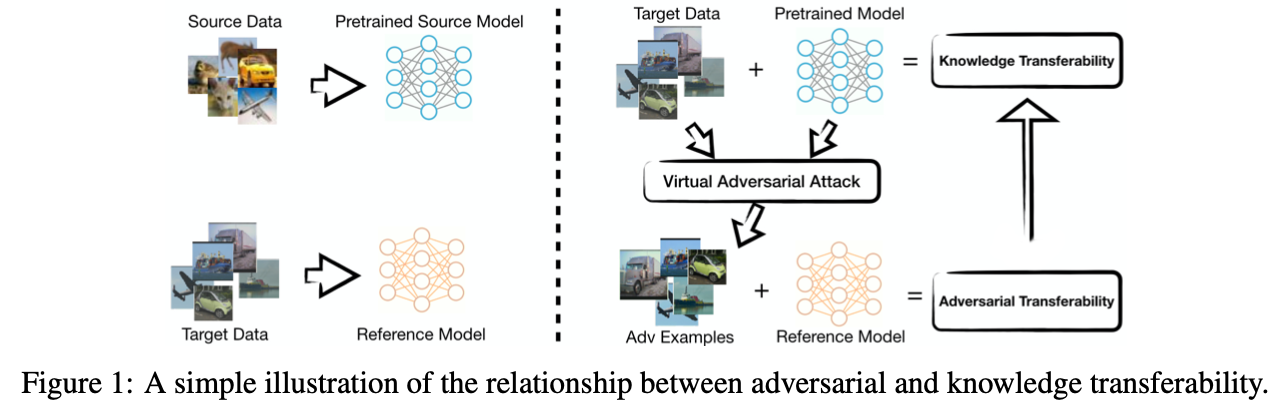 Source Data
Pretrained Source Model
Target Data
Reference Model
Target Data
Pretrained Model
+
=
Knowledge Transferability
Virtual Adversarial Attack
+
=
Adversarial Transferability
Adv Examples
Reference Model
Figure 1: A simple illustration of the relationship between adversarial and knowledge transferability.